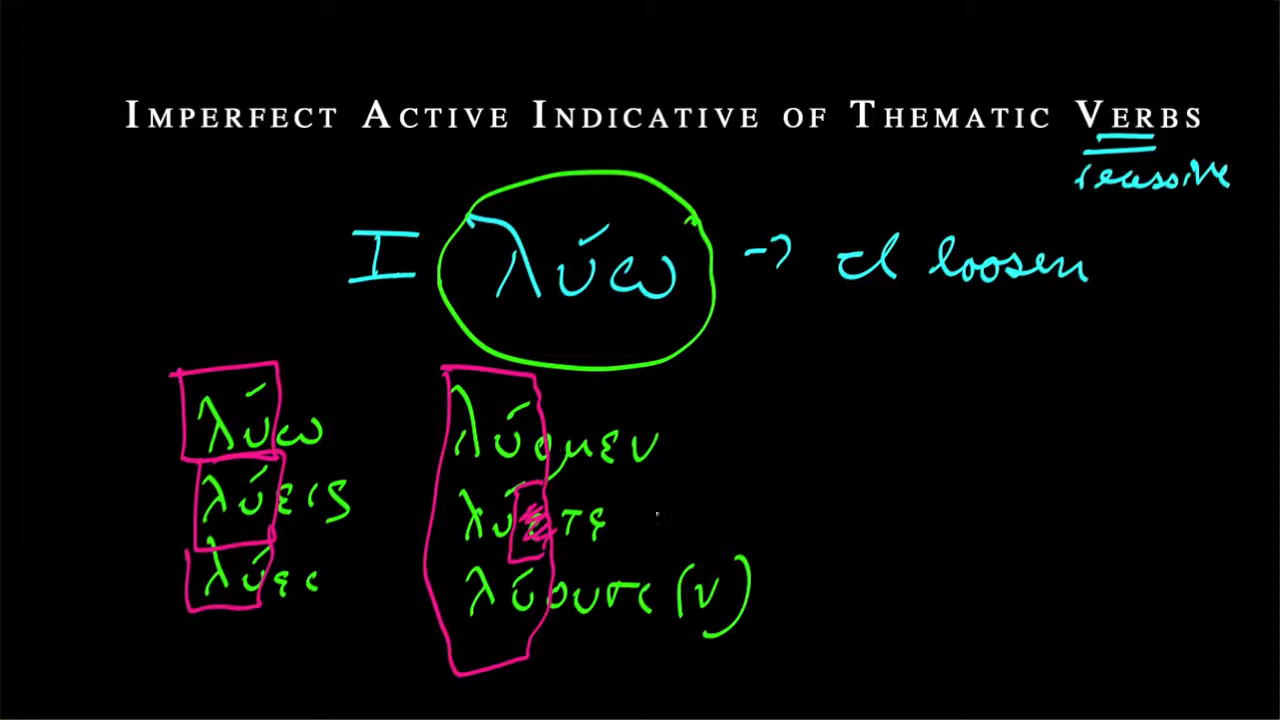 IMPERFECT ACTIVE INDICATIVE OF THEMATIC VERBS
recessive
I λύω → I loosen
λύω λύομεν
λύεις λύετε
λύει λύουσι(ν)